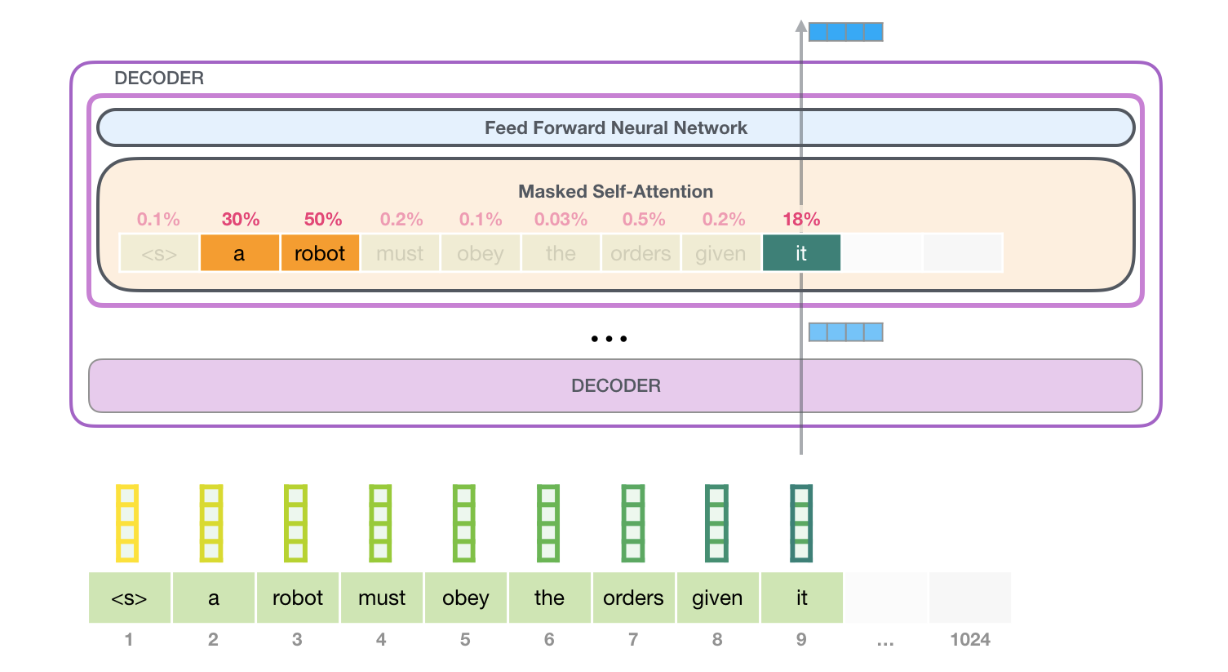 DECODER
Feed Forward Neural Network
Masked Self-Attention
0.1% 30% 50% 0.2% 0.1% 0.03% 0.5% 0.2% 18%
<s> a robot must obey the orders given it
...
DECODER
<s> a robot must obey the orders given it
1 2 3 4 5 6 7 8 9 ... 1024